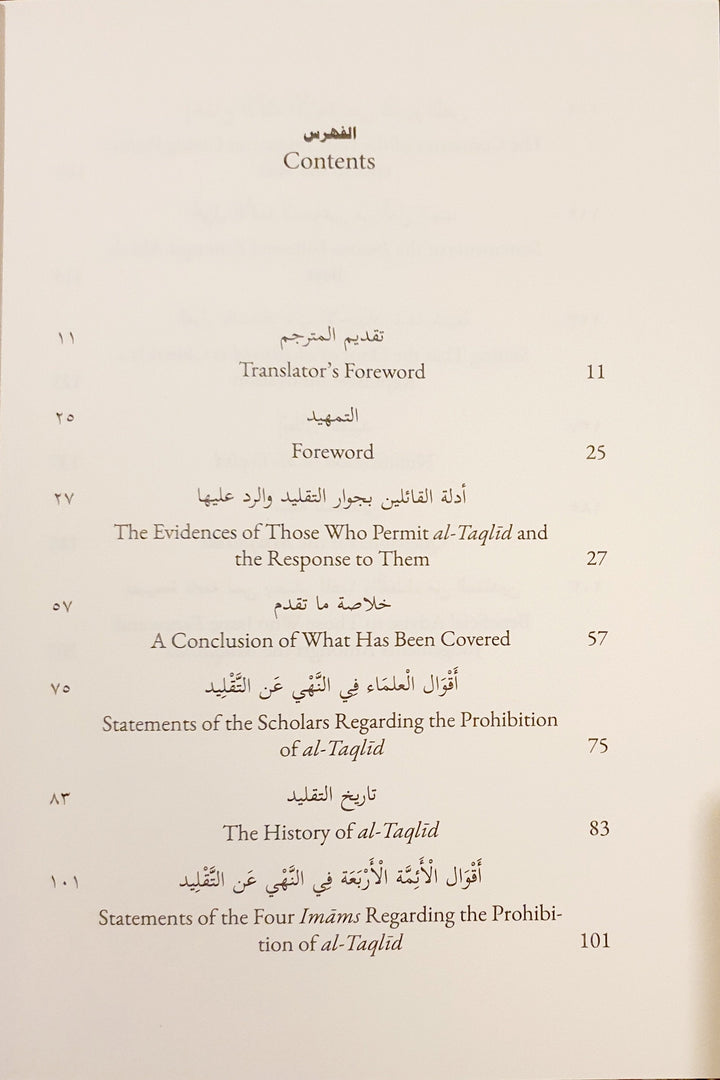 الفهرس
Contents
١١ تقديم المترجم
Translator's Foreword 11
٢٥ التمهيد
Foreword 25
٢٧ أدلة القائلين بجوار التقليد والرد عليها
The Evidences of Those Who Permit al-Taqlīd and
the Response to Them 27
٥٧ خلاصة ما تقدم
A Conclusion of What Has Been Covered 57
٧٥ أَقْوَال الْعلمَاء فِي النَّهْي عَن التَّقْلِيد
Statements of the Scholars Regarding the Prohibition
of al-Taqlīd 75
٨٣ تاريخ التقليد
The History of al-Taqlīd 83
١٠١ أَقْوَال الْأَئِمَّة الْأَرْبَعَة فِي النَّهْي عَن التَّقْلِيد
Statements of the Four Imāms Regarding the Prohibi-
tion of al-Taqlīd 101